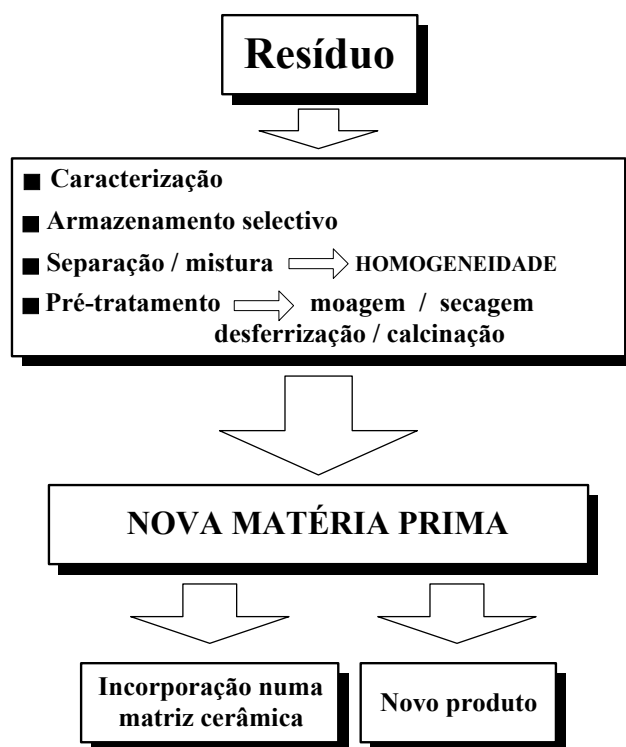 Resíduo
■ Caracterização
■ Armazenamento selectivo
■ Separação / mistura HOMOGENEIDADE
■ Pré-tratamento moagem / secagem
desferrização / calcinação
NOVA MATÉRIA PRIMA
Incorporação numa
matriz cerâmica
Novo produto